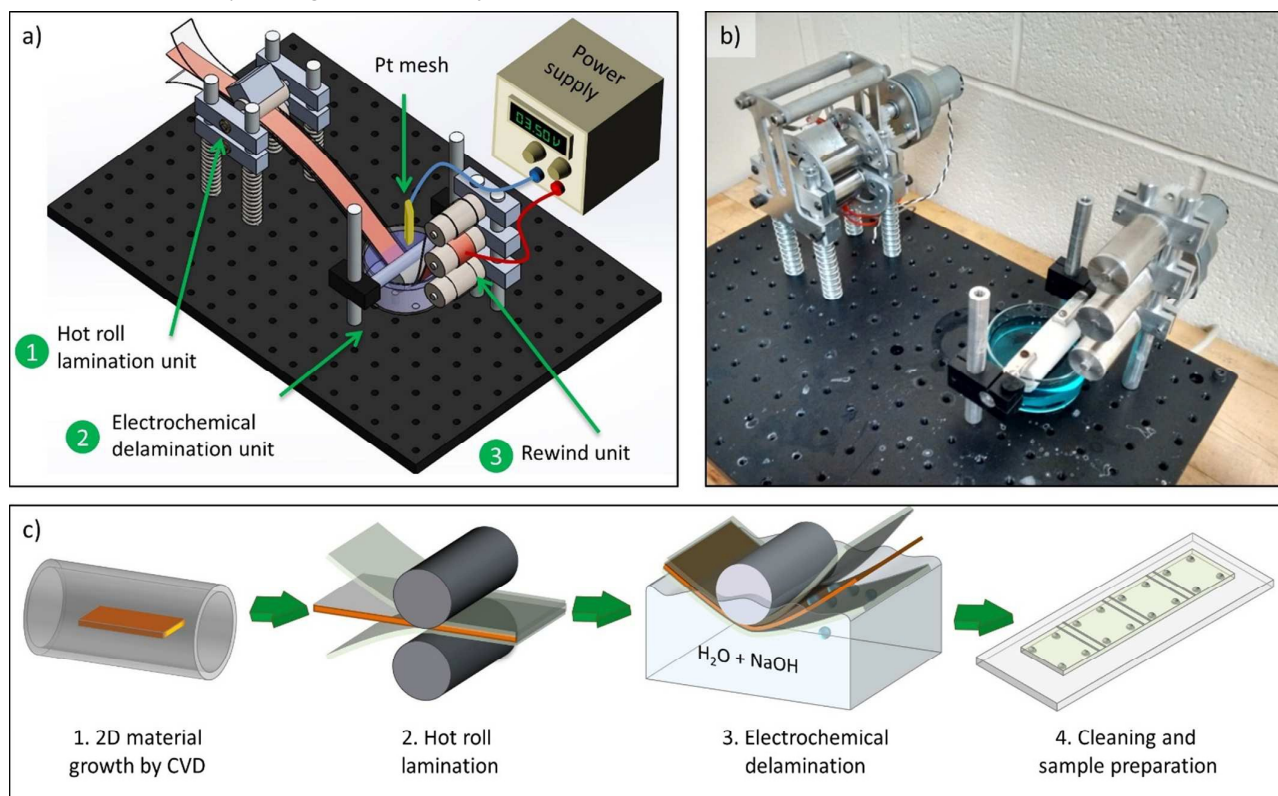 a)
Pt mesh
Power
supply
03.50V
1 Hot roll
lamination unit
2 Electrochemical
delamination unit
3 Rewind unit
b)
c)
H₂O + NaOH
1. 2D material
growth by CVD
2. Hot roll
lamination
3. Electrochemical
delamination
4. Cleaning and
sample preparation